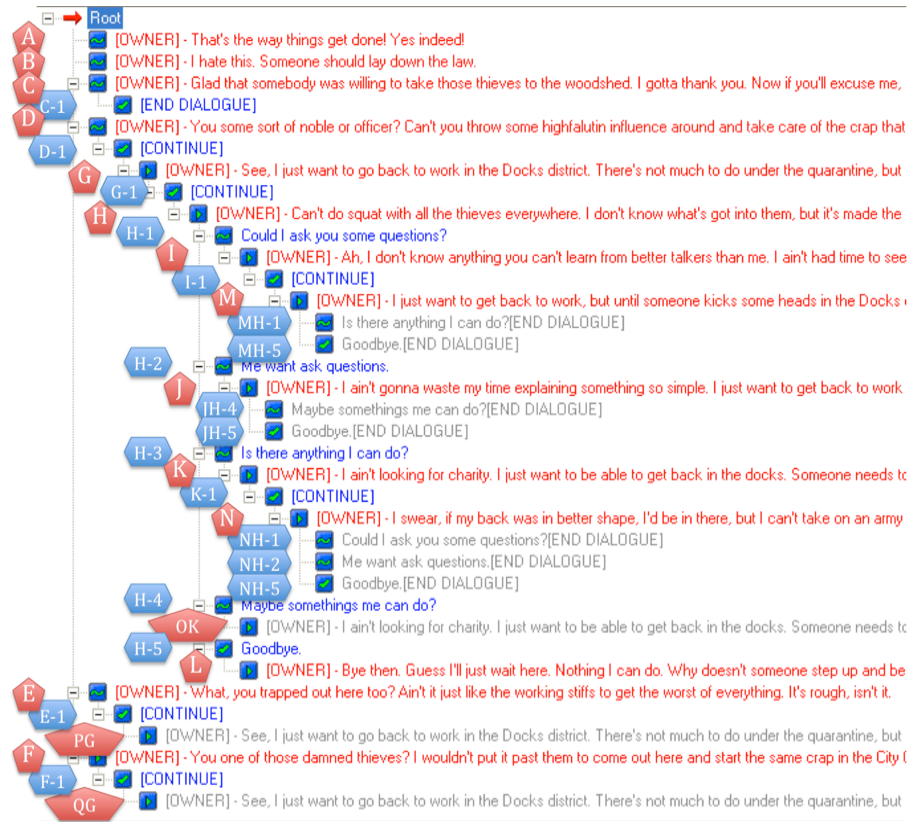 Root
A [OWNER] - That's the way things get done! Yes indeed!
B [OWNER] - I hate this. Someone should lay down the law.
C [OWNER] - Glad that somebody was willing to take those thieves to the woodshed. I gotta thank you. Now if you'll excuse me,
C-1 [END DIALOGUE]
D [OWNER] - You some sort of noble or officer? Can't you throw some highfalutin influence around and take care of the crap that
D-1 [CONTINUE]
G [OWNER] - See, I just want to go back to work in the Docks district. There's not much to do under the quarantine, but
G-1 [CONTINUE]
H [OWNER] - Can't do squat with all the thieves everywhere. I don't know what's got into them, but it's made the
H-1 Could I ask you some questions?
I [OWNER] - Ah, I don't know anything you can't learn from better talkers than me. I ain't had time to see
I-1 [CONTINUE]
M [OWNER] - I just want to get back to work, but until someone kicks some heads in the Docks
MH-1 Is there anything I can do?[END DIALOGUE]
MH-5 Goodbye.[END DIALOGUE]
H-2 Me want ask questions.
J [OWNER] - I ain't gonna waste my time explaining something so simple. I just want to get back to work
JH-4 Maybe somethings me can do?[END DIALOGUE]
JH-5 Goodbye.[END DIALOGUE]
H-3 Is there anything I can do?
K [OWNER] - I ain't looking for charity. I just want to be able to get back in the docks. Someone needs to
K-1 [CONTINUE]
N [OWNER] - I swear, if my back was in better shape, I'd be in there, but I can't take on an army
NH-1 Could I ask you some questions?[END DIALOGUE]
NH-2 Me want ask questions.[END DIALOGUE]
NH-5 Goodbye.[END DIALOGUE]
H-4 Maybe somethings me can do?
OK [OWNER] - I ain't looking for charity. I just want to be able to get back in the docks. Someone needs to
H-5 Goodbye.
L [OWNER] - Bye then. Guess I'll just wait here. Nothing I can do. Why doesn't someone step up and be
E [OWNER] - What, you trapped out here too? Ain't it just like the working stiffs to get the worst of everything. It's rough, isn't it.
E-1 [CONTINUE]
PG [OWNER] - See, I just want to go back to work in the Docks district. There's not much to do under the quarantine, but
F [OWNER] - You one of those damned thieves? I wouldn't put it past them to come out here and start the same crap in the City
F-1 [CONTINUE]
QG [OWNER] - See, I just want to go back to work in the Docks district. There's not much to do under the quarantine, but